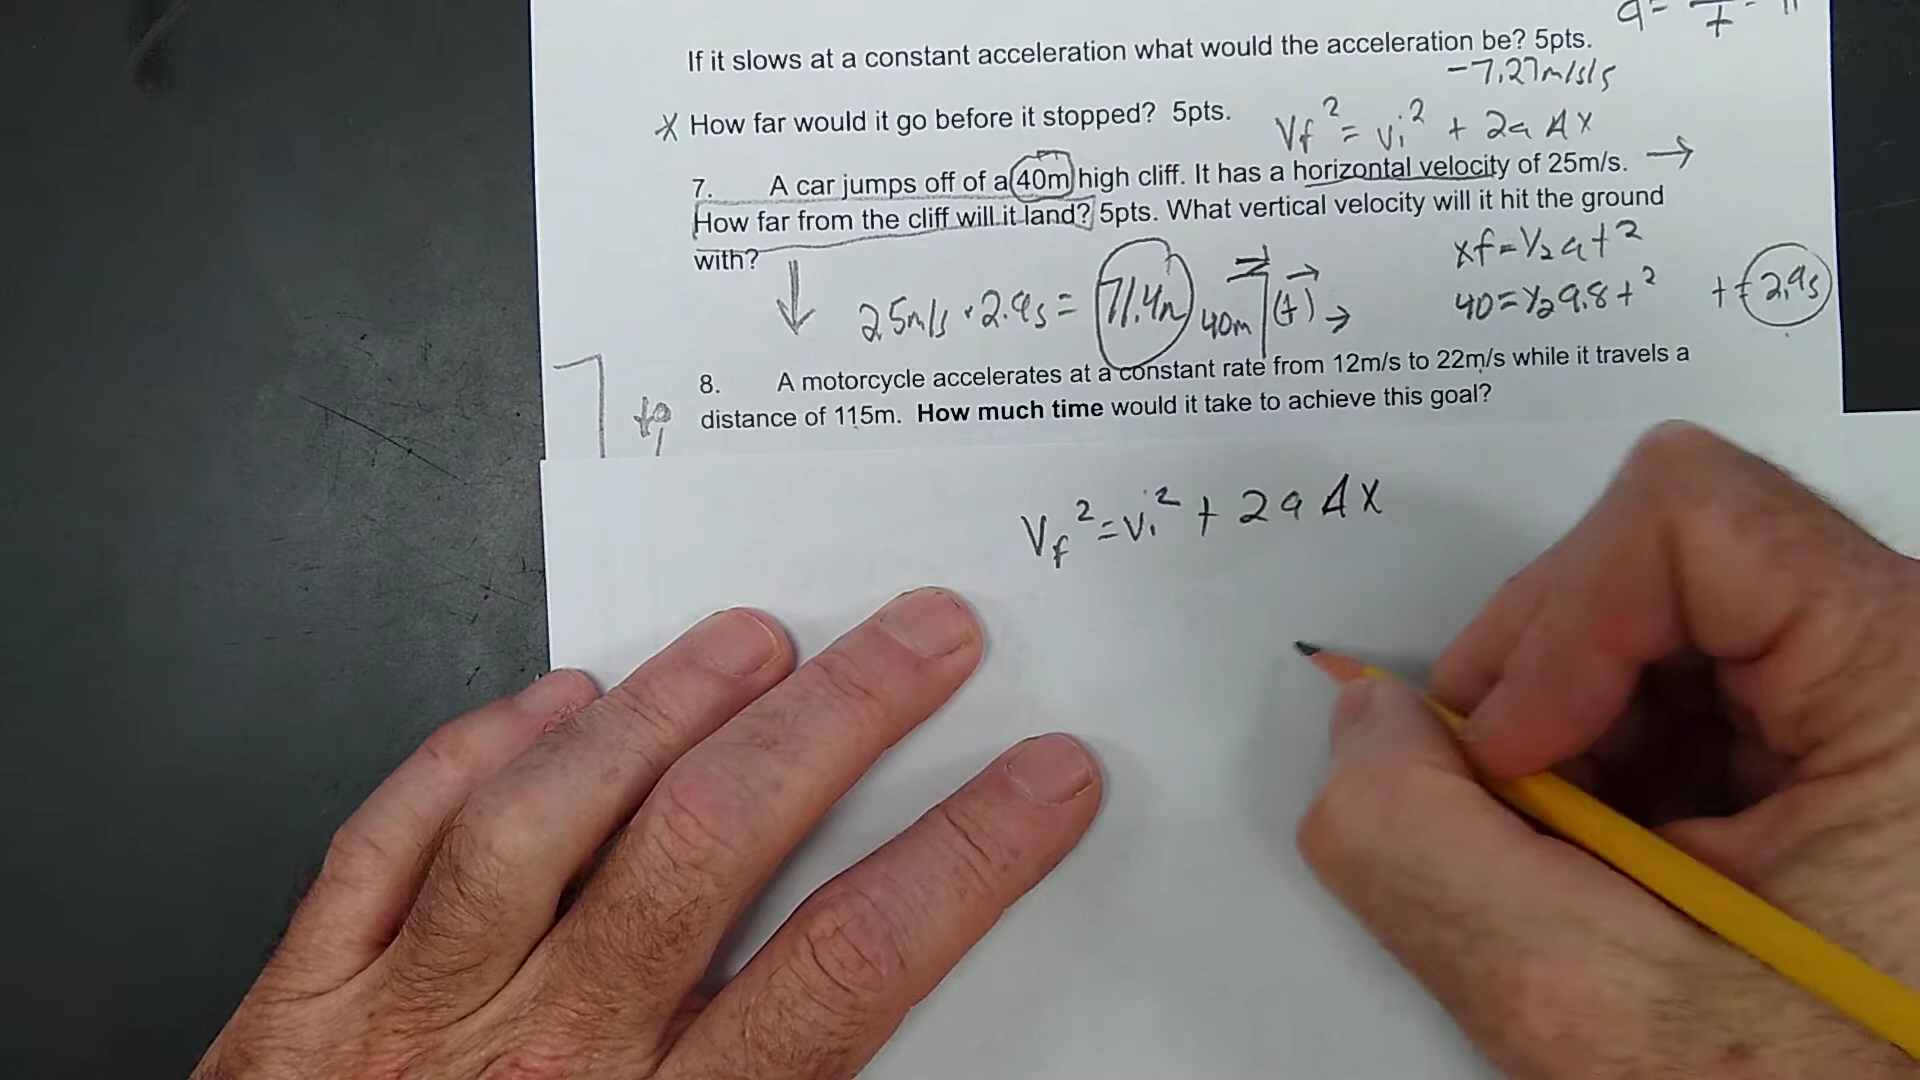 a = — = 11
t
If it slows at a constant acceleration what would the acceleration be? 5pts.
-7.27m/s/s
X How far would it go before it stopped? 5pts.
Vf² = Vi² + 2a Δx
7. A car jumps off of a 40m high cliff. It has a horizontal velocity of 25m/s. →
How far from the cliff will it land? 5pts. What vertical velocity will it hit the ground
with?
xf=½at²
25m/s · 2.9s = 71.4m
40m (t) →
40=½9.8t² t = 2.9s
8. A motorcycle accelerates at a constant rate from 12m/s to 22m/s while it travels a
to
distance of 115m. How much time would it take to achieve this goal?
Vf² = Vi² + 2a Δx